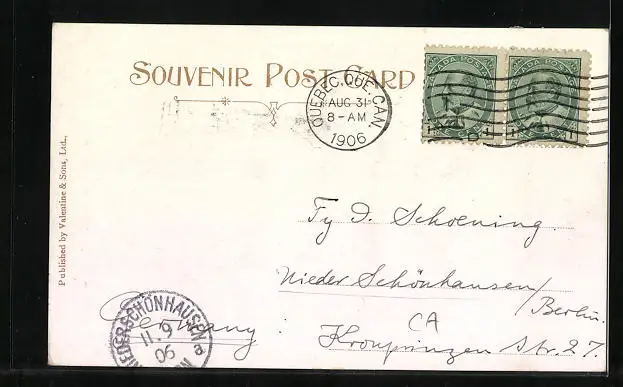 SOUVENIR POST CARD
QUEBEC, QUE. CAN.
AUG 31
8 - AM
1906
CANADA POSTAGE
CANADA POSTAGE
Published by Valentine & Sons, Ltd.,
D. Schoening
Nieder Schönhausen/
Berlin.
Germany:
CA
Kronprinzen Str. 27.
NIEDERSCHÖNHAUSEN
11.9
06
a